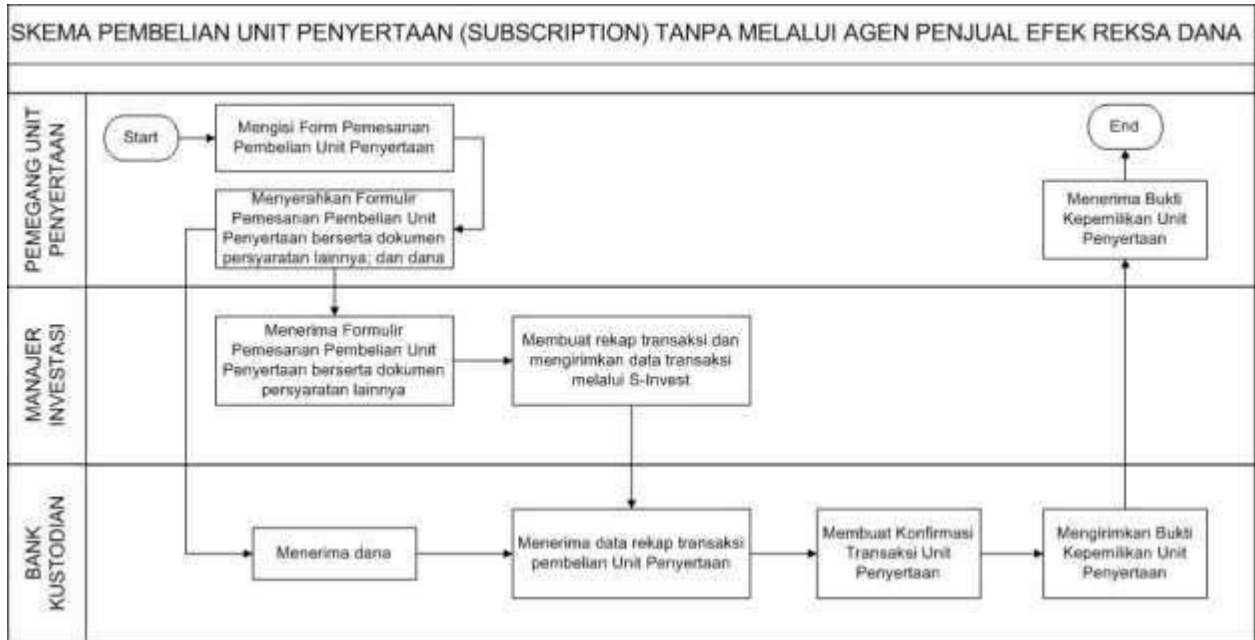 SKEMA PEMBELIAN UNIT PENYERTAAN (SUBSCRIPTION) TANPA MELALUI AGEN PENJUAL EFEK REKSA DANA
PEMEGANG UNIT
PENYERTAAN
Start
Mengisi Form Pemesanan
Pembelian Unit Penyertaan
Menyerahkan Formulir
Pemesanan Pembelian Unit
Penyertaan berserta dokumen
persyaratan lainnya; dan dana
End
Menerima Bukti
Kepemilikan Unit
Penyertaan
MANAJER
INVESTASI
Menerima Formulir
Pemesanan Pembelian Unit
Penyertaan berserta dokumen
persyaratan lainnya
Membuat rekap transaksi dan
mengirimkan data transaksi
melalui S-Invest
BANK
KUSTODIAN
Menerima dana
Menerima data rekap transaksi
pembelian Unit Penyertaan
Membuat Konfirmasi
Transaksi Unit
Penyertaan
Mengirimkan Bukti
Kepemilikan Unit
Penyertaan